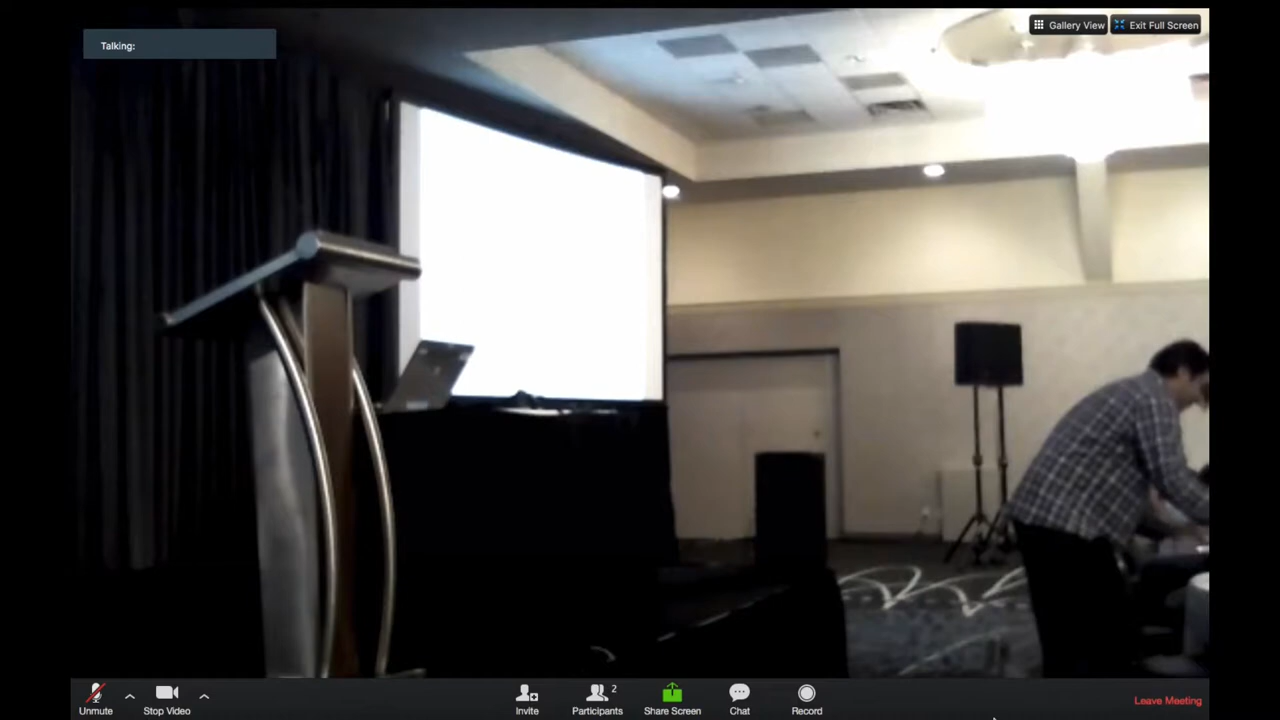 Talking:
Gallery View
Exit Full Screen
Unmute
Stop Video
Invite
Participants
2
Share Screen
Chat
Record
Leave Meeting